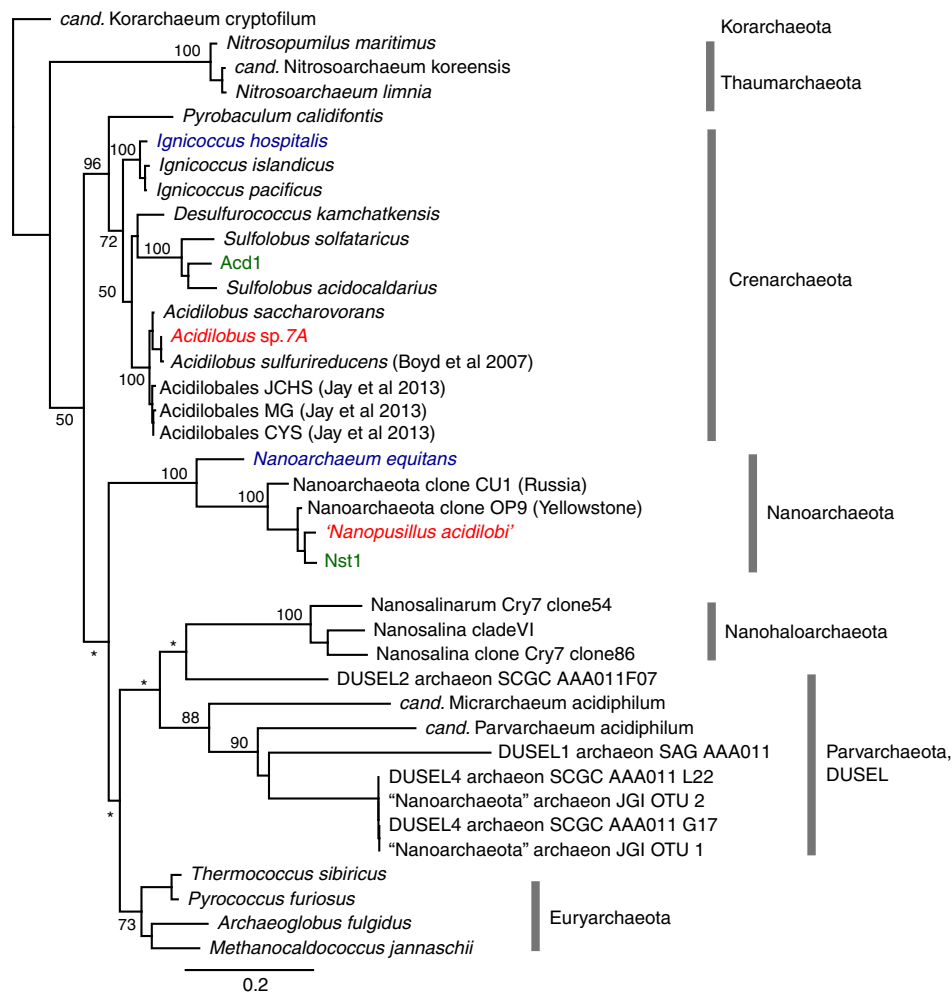 cand. Korarchaeum cryptofilum
Korarchaeota
Nitrosopumilus maritimus
100
cand. Nitrosoarchaeum koreensis
Thaumarchaeota
Nitrosoarchaeum limnia
Pyrobaculum calidifontis
Ignicoccus hospitalis
100
96
Ignicoccus islandicus
Ignicoccus pacificus
Desulfurococcus kamchatkensis
72
Sulfolobus solfataricus
100
Acd1
Crenarchaeota
Sulfolobus acidocaldarius
50
Acidilobus saccharovorans
Acidilobus sp.7A
Acidilobus sulfurireducens (Boyd et al 2007)
100
Acidilobales JCHS (Jay et al 2013)
Acidilobales MG (Jay et al 2013)
50
Acidilobales CYS (Jay et al 2013)
Nanoarchaeum equitans
100
Nanoarchaeota clone CU1 (Russia)
100
Nanoarchaeota clone OP9 (Yellowstone)
Nanoarchaeota
'Nanopusillus acidilobi'
Nst1
Nanosalinarum Cry7 clone54
100
Nanosalina cladeVI
Nanohaloarchaeota
*
Nanosalina clone Cry7 clone86
*
DUSEL2 archaeon SCGC AAA011F07
*
cand. Micrarchaeum acidiphilum
88
cand. Parvarchaeum acidiphilum
90
DUSEL1 archaeon SAG AAA011
Parvarchaeota,
DUSEL
DUSEL4 archaeon SCGC AAA011 L22
"Nanoarchaeota" archaeon JGI OTU 2
DUSEL4 archaeon SCGC AAA011 G17
*
"Nanoarchaeota" archaeon JGI OTU 1
Thermococcus sibiricus
Pyrococcus furiosus
Euryarchaeota
73
Archaeoglobus fulgidus
Methanocaldococcus jannaschii
0.2